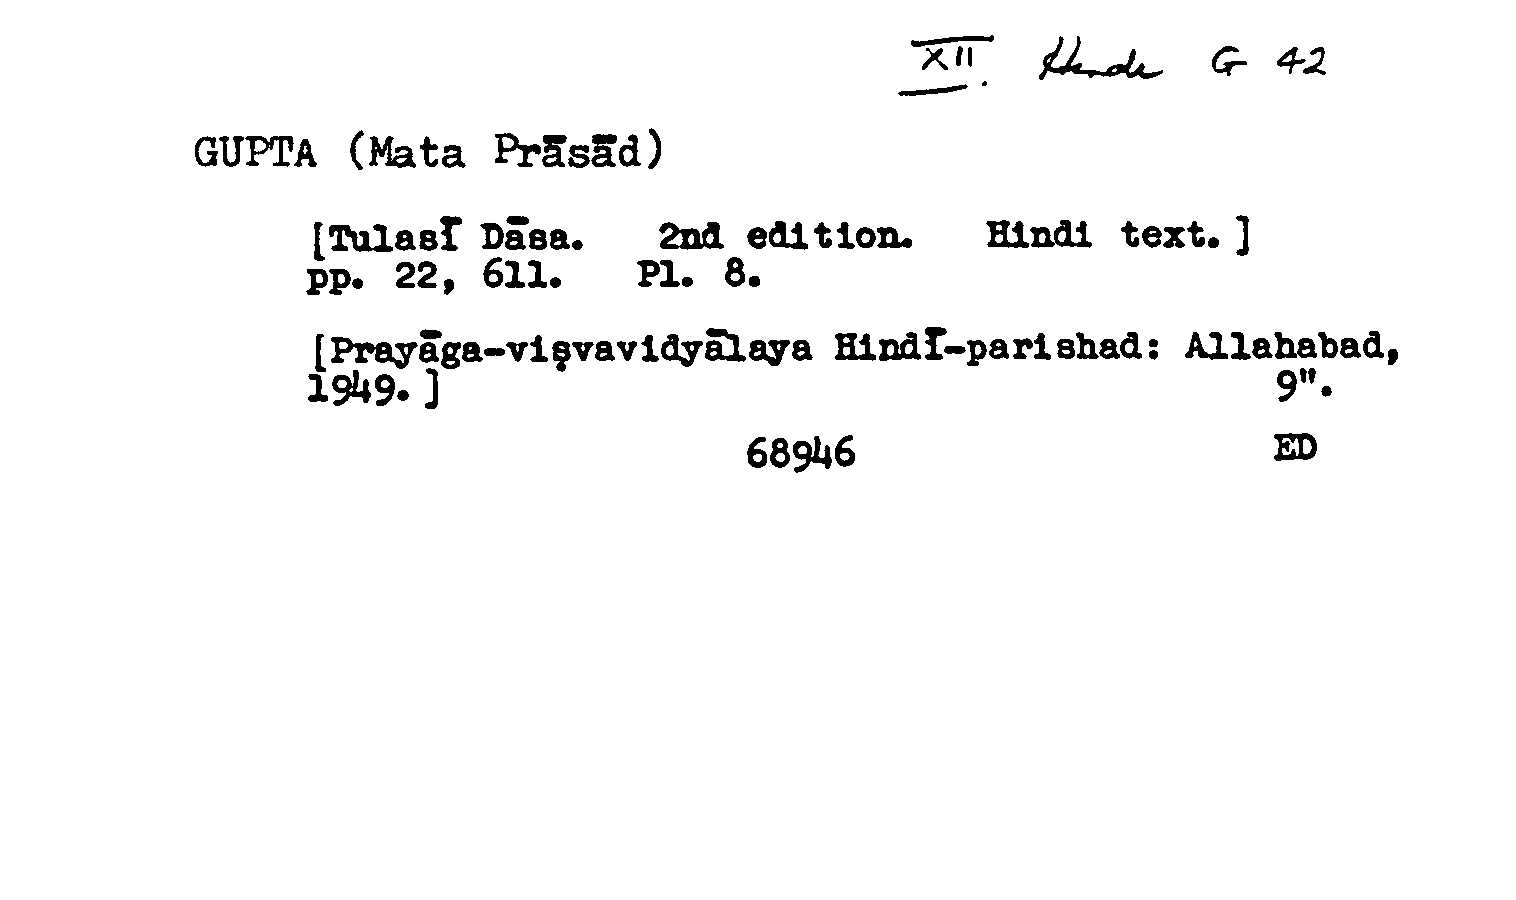 XII. Hindi G 42
GUPTA (Mata Prāsād)
[Tulasī Dāsa. 2nd edition. Hindi text.]
pp. 22, 611. Pl. 8.
[Prayāga-viṣvavidyālaya Hindī-parishad: Allahabad,
1949.] 9".
68946 ED